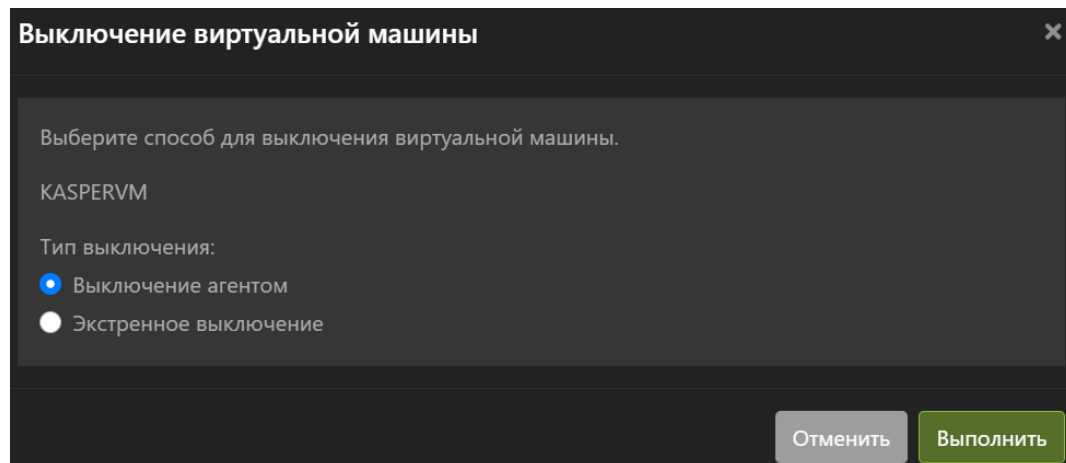 Выключение виртуальной машины
Выберите способ для выключения виртуальной машины.
KASPERVM
Тип выключения:
Выключение агентом
Экстренное выключение
Отменить Выполнить